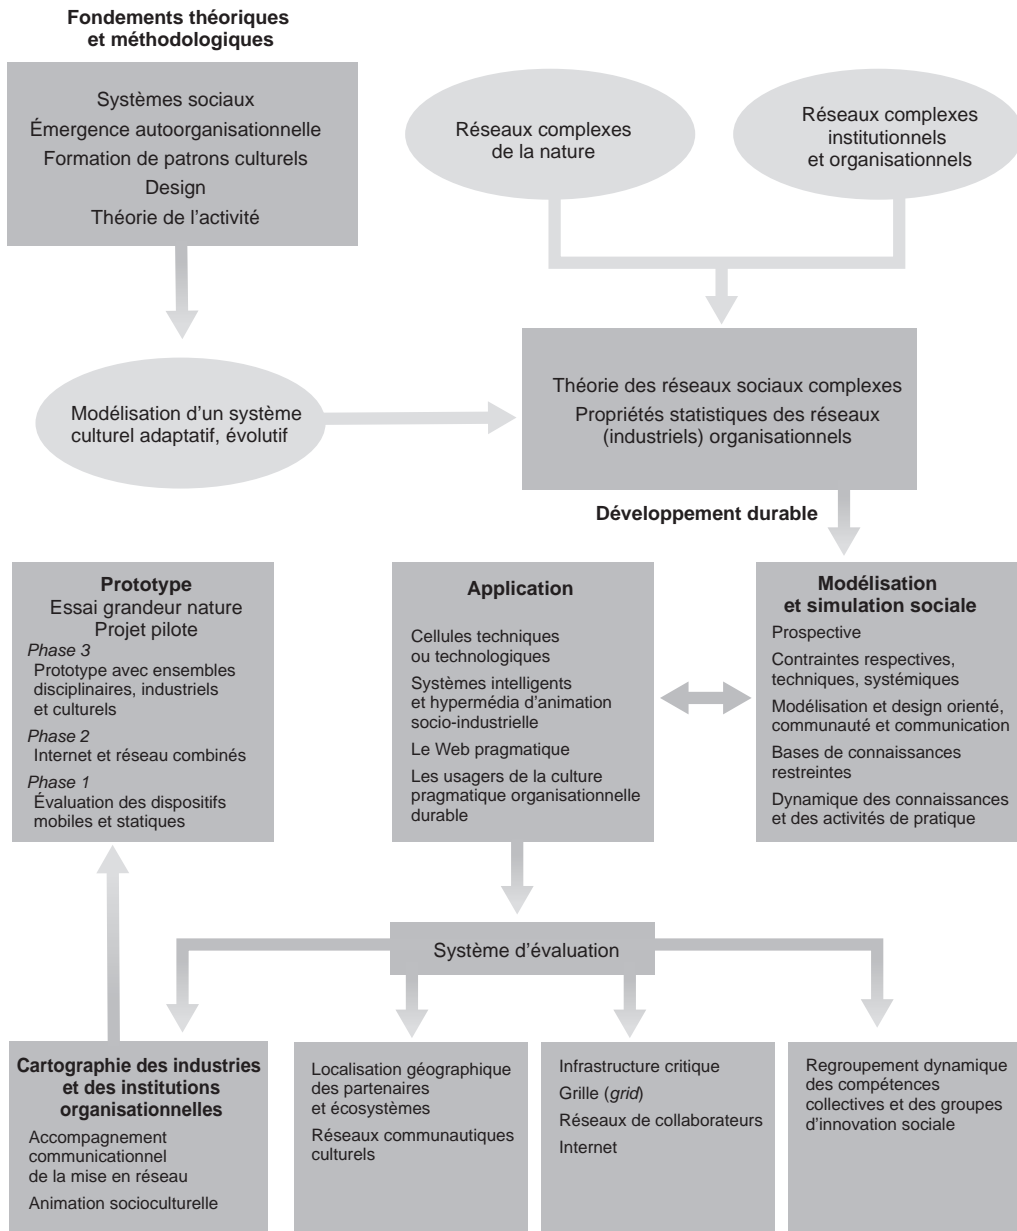 Fondements théoriques
et méthodologiques
Systèmes sociaux
Émergence autoorganisationnelle
Formation de patrons culturels
Design
Théorie de l’activité
Réseaux complexes
de la nature
Réseaux complexes
institutionnels
et organisationnels
Modélisation d’un système
culturel adaptatif, évolutif
Théorie des réseaux sociaux complexes
Propriétés statistiques des réseaux
(industriels) organisationnels
Développement durable
Prototype
Essai grandeur nature
Projet pilote
Phase 3
Prototype avec ensembles
disciplinaires, industriels
et culturels
Phase 2
Internet et réseau combinés
Phase 1
Évaluation des dispositifs
mobiles et statiques
Application
Cellules techniques
ou technologiques
Systèmes intelligents
et hypermédia d’animation
socio-industrielle
Le Web pragmatique
Les usagers de la culture
pragmatique organisationnelle
durable
Modélisation
et simulation sociale
Prospective
Contraintes respectives,
techniques, systémiques
Modélisation et design orienté,
communauté et communication
Bases de connaissances
restreintes
Dynamique des connaissances
et des activités de pratique
Système d’évaluation
Cartographie des industries
et des institutions
organisationnelles
Accompagnement
communicationnel
de la mise en réseau
Animation socioculturelle
Localisation géographique
des partenaires
et écosystèmes
Réseaux communautiques
culturels
Infrastructure critique
Grille (grid)
Réseaux de collaborateurs
Internet
Regroupement dynamique
des compétences
collectives et des groupes
d’innovation sociale